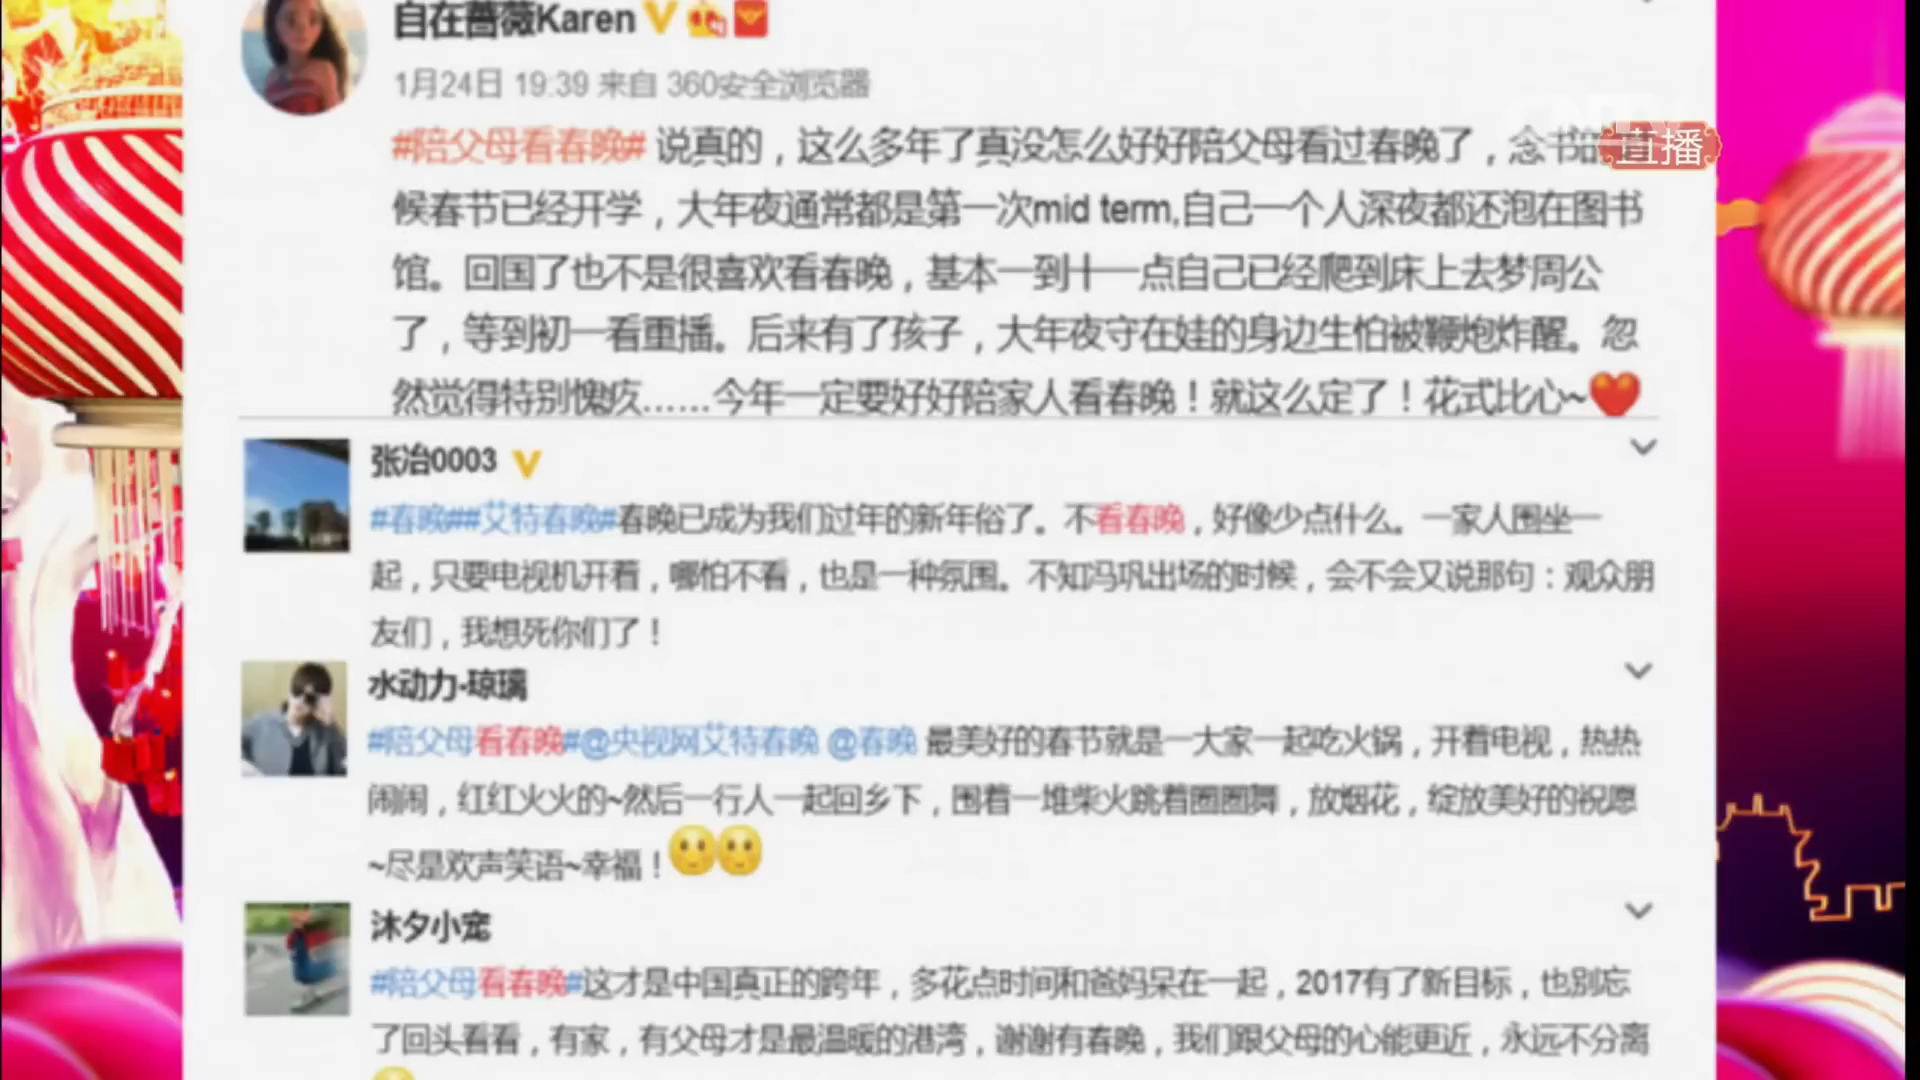 自在蔷薇Karen
1月24日 19:39 来自 360安全浏览器
直播
#陪父母看春晚# 说真的，这么多年了真没怎么好好陪父母看过春晚了，念书
候春节已经开学，大年夜通常都是第一次mid term,自己一个人深夜都还泡在图书
馆。回国了也不是很喜欢看春晚，基本一到十一点自己已经爬到床上去梦周公
了，等到初一看重播。后来有了孩子，大年夜守在娃的身边生怕被鞭炮炸醒。忽
然觉得特别愧疚……今年一定要好好陪家人看春晚！就这么定了！花式比心~❤
张冶0003
#春晚##艾特春晚#春晚已成为我们过年的新年俗了。不看春晚，好像少点什么。一家人围坐一
起，只要电视机开着，哪怕不看，也是一种氛围。不知冯巩出场的时候，会不会又说那句：观众朋
友们，我想死你们了！
水动力-琼璃
#陪父母看春晚#@央视网艾特春晚 @春晚 最美好的春节就是一大家一起吃火锅，开着电视，热热
闹闹，红红火火的~然后一行人一起回乡下，围着一堆柴火跳着圈圈舞，放烟花，绽放美好的祝愿
~尽是欢声笑语~幸福！
沐夕小宠
#陪父母看春晚#这才是中国真正的跨年，多花点时间和爸妈呆在一起，2017有了新目标，也别忘
了回头看看，有家，有父母才是最温暖的港湾，谢谢有春晚，我们跟父母的心能更近，永远不分离